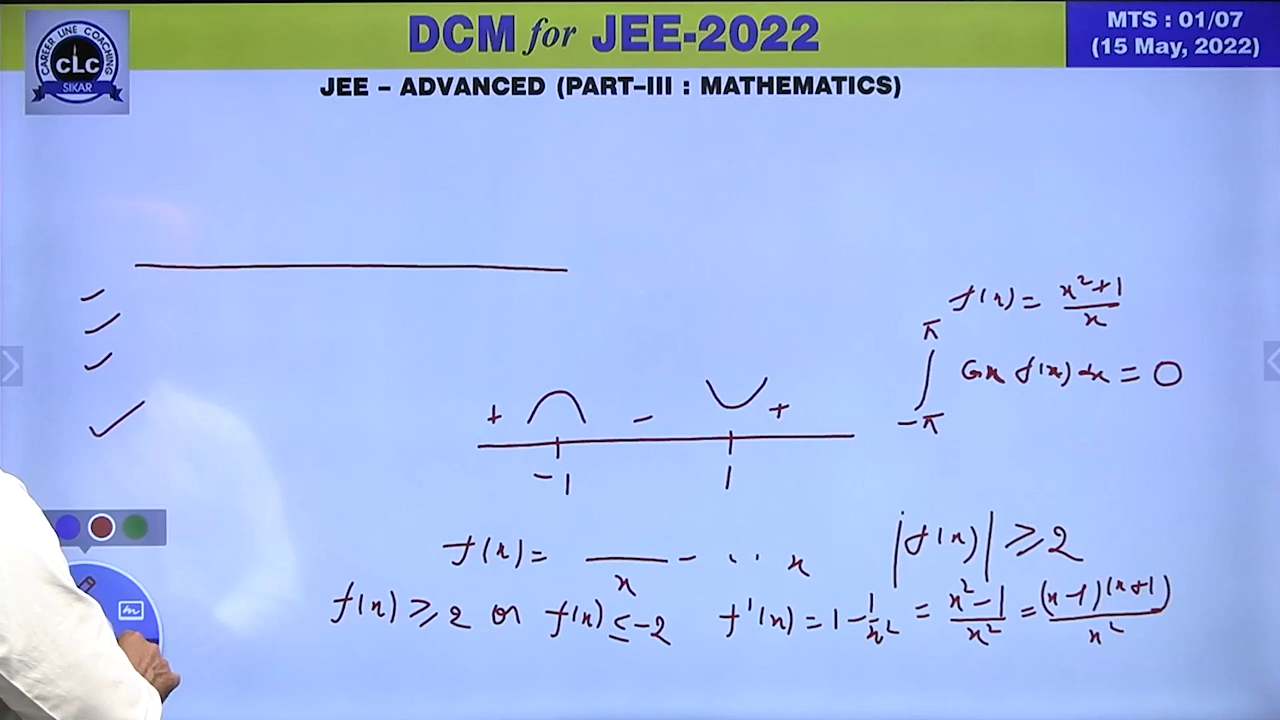 DCM for JEE-2022
MTS : 01/07
(15 May, 2022)
CAREER LINE COACHING
CLC
SIKAR
JEE – ADVANCED (PART–III : MATHEMATICS)
f(x) = x²+1 / x
∫_{-π}^{π} Cosx f(x) dx = 0
+ - +
-1 1
f(x) = / x = x
|f(x)| ≥ 2
f(x) ≥ 2 or f(x) ≤ -2 f'(x) = 1 - 1/x² = x²-1 / x² = (x-1)(x+1) / x²